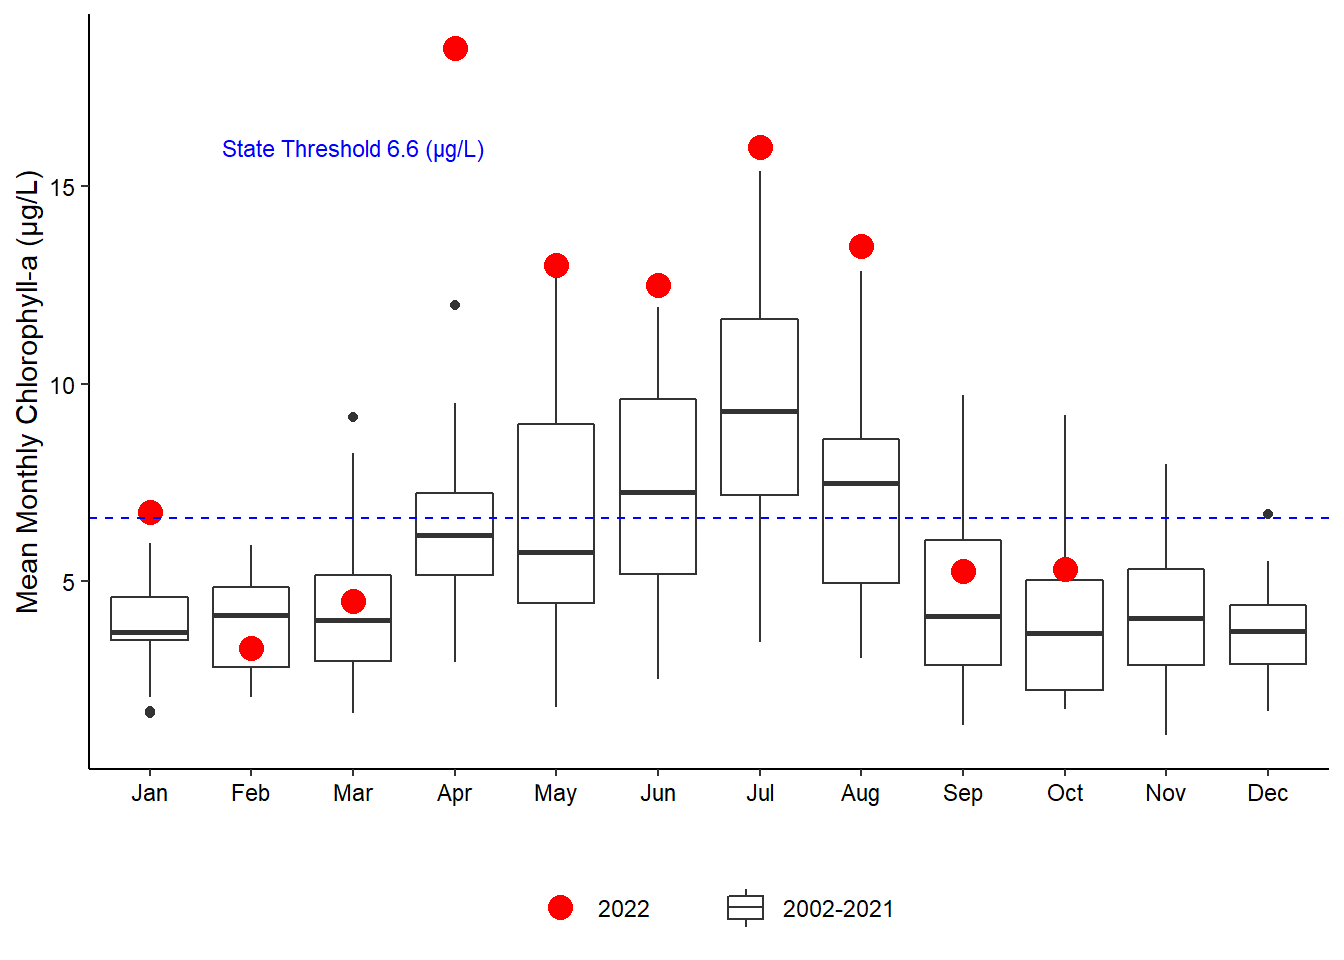 State Threshold 6.6 (µg/L)
Mean Monthly Chlorophyll-a (µg/L)
15
10
5
Jan Feb Mar Apr May Jun Jul Aug Sep Oct Nov Dec
2022 2002-2021